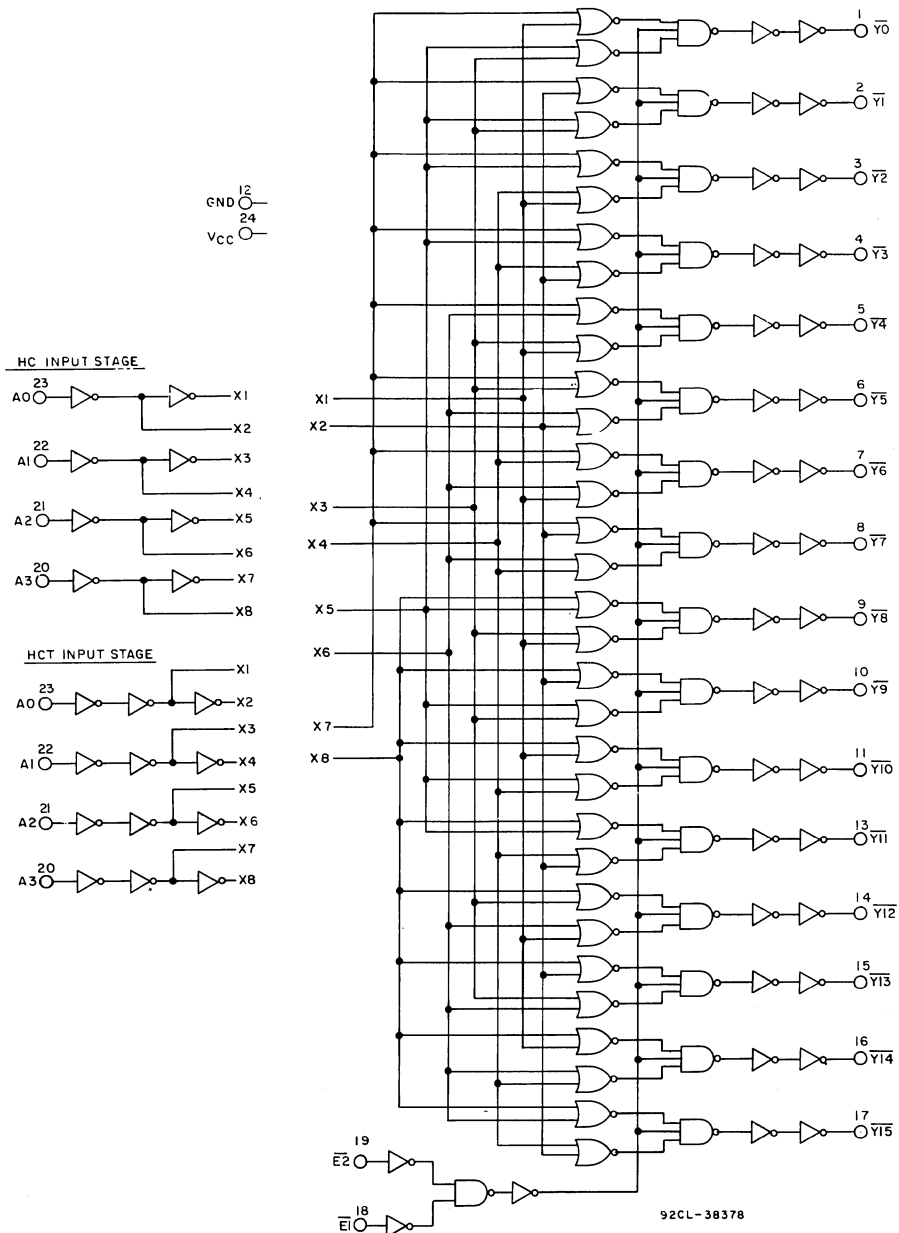 12
GND
24
VCC
HC INPUT STAGE
23
A0
X1
X2
22
A1
X3
X4
21
A2
X5
X6
20
A3
X7
X8
HCT INPUT STAGE
23
A0
X1
X2
22
A1
X3
X4
21
A2
X5
X6
20
A3
X7
X8
X1
X2
X3
X4
X5
X6
X7
X8
1
Y0
2
Y1
3
Y2
4
Y3
5
Y4
6
Y5
7
Y6
8
Y7
9
Y8
10
Y9
11
Y10
13
Y11
14
Y12
15
Y13
16
Y14
17
Y15
19
E2
18
E1
92CL-38378